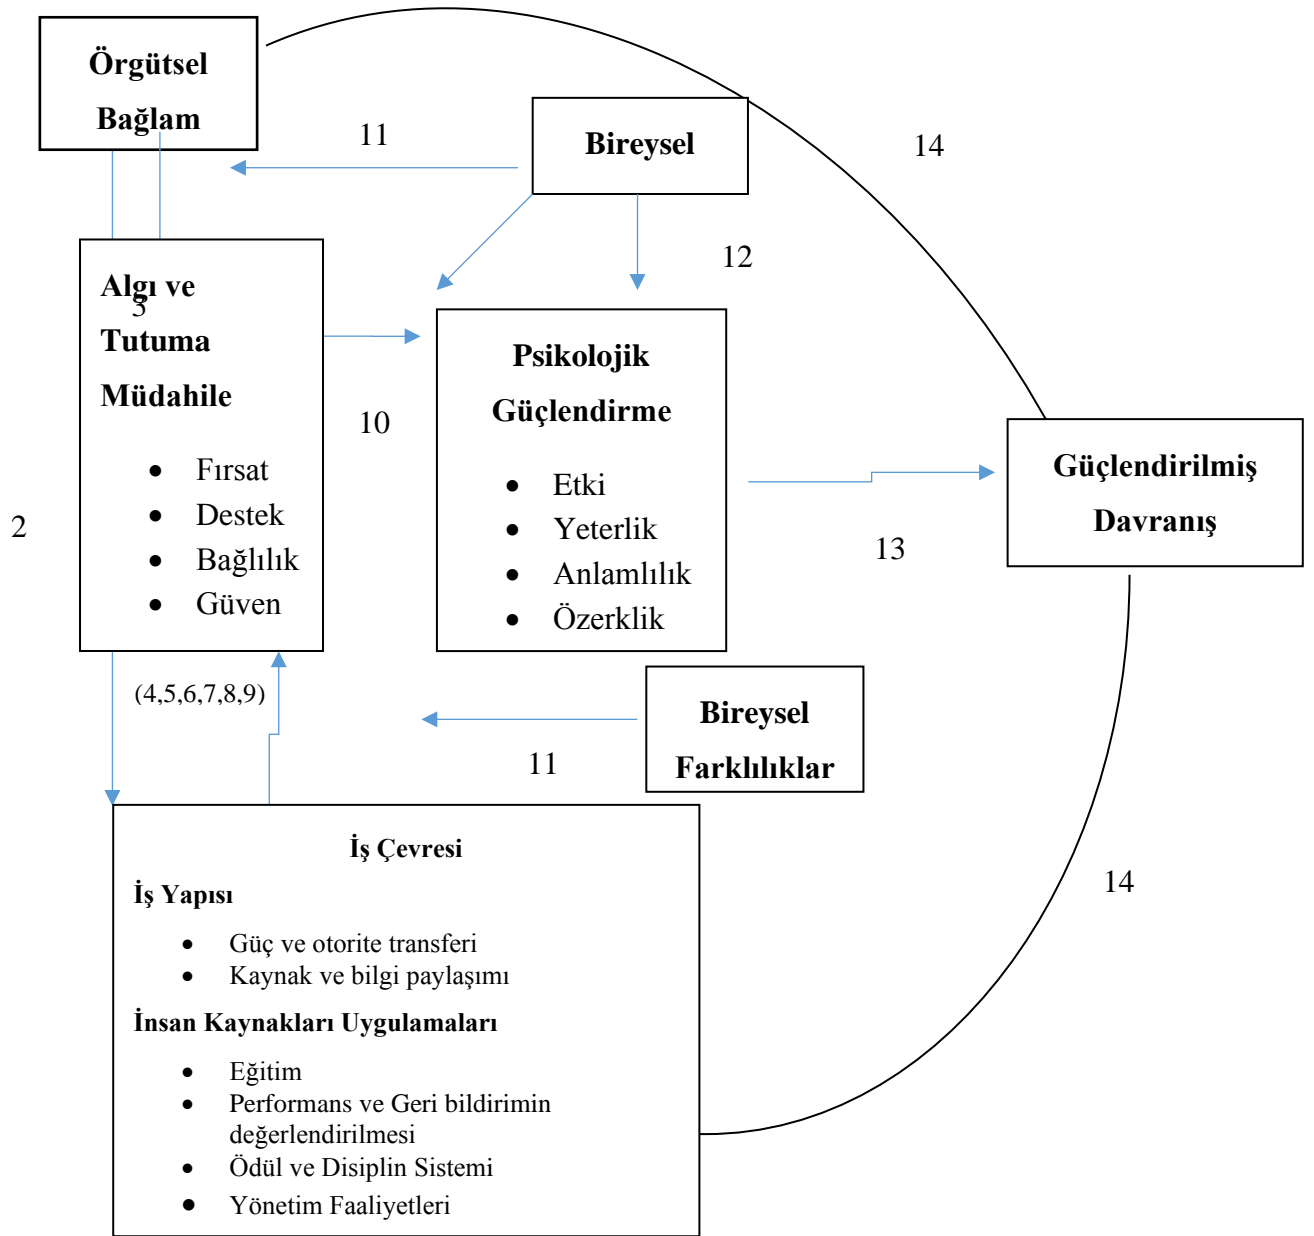 Örgütsel
Bağlam
11
Bireysel
14
12
Algı ve
3
Tutuma
Müdahile
• Fırsat
• Destek
• Bağlılık
• Güven
10
Psikolojik
Güçlendirme
• Etki
• Yeterlik
• Anlamlılık
• Özerklik
Güçlendirilmiş
Davranış
2
13
(4,5,6,7,8,9)
11
Bireysel
Farklılıklar
İş Çevresi
İş Yapısı
• Güç ve otorite transferi
• Kaynak ve bilgi paylaşımı
İnsan Kaynakları Uygulamaları
• Eğitim
• Performans ve Geri bildirimin
değerlendirilmesi
• Ödül ve Disiplin Sistemi
• Yönetim Faaliyetleri
14